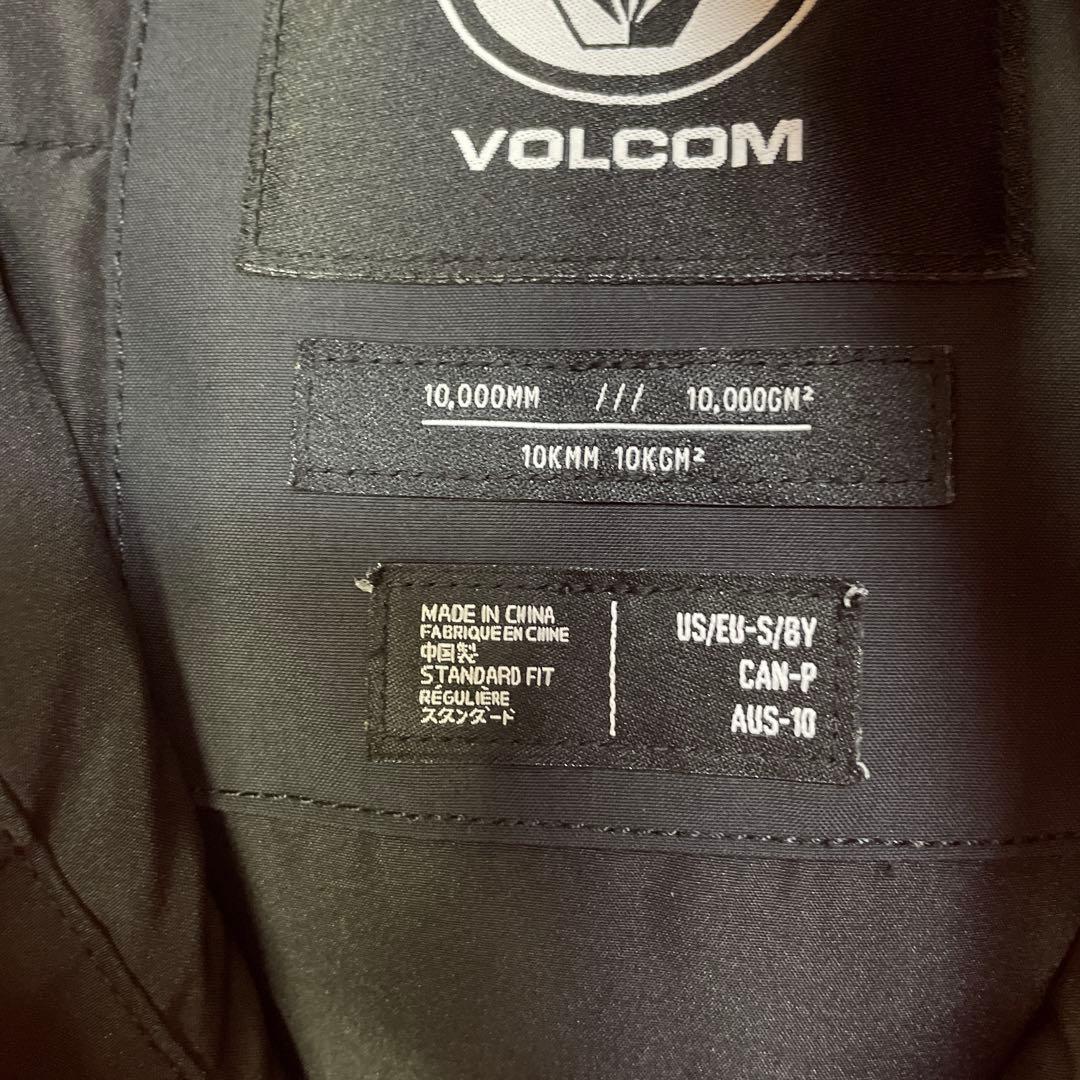 VOLCOM
10,000MM /// 10,000GM²
10KMM 10KGM²
MADE IN CHINA
FABRIQUE EN CHINE
中国製
STANDARD FIT
RÉGULIÈRE
スタンダード
US/EU-S/8Y
CAN-P
AUS-10